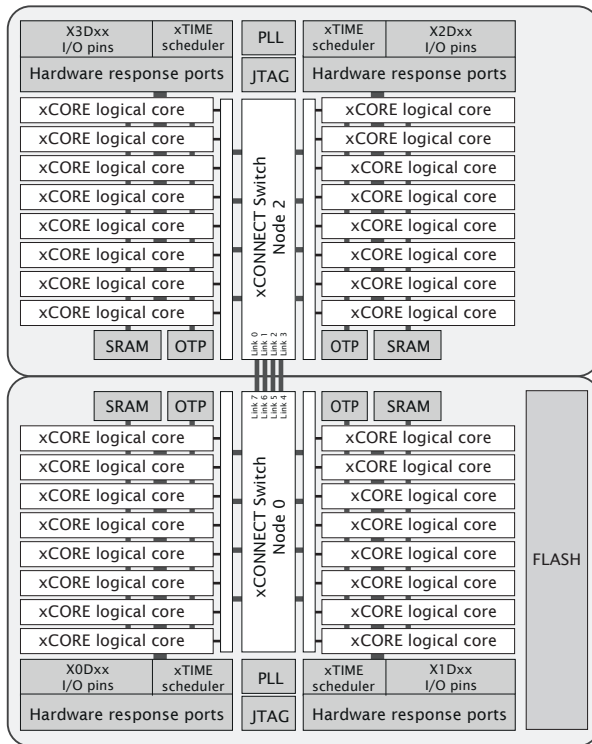 X3Dxx I/O pins
xTIME scheduler
PLL
xTIME scheduler
X2Dxx I/O pins
Hardware response ports
JTAG
Hardware response ports
xCORE logical core
xCORE logical core
xCORE logical core
xCORE logical core
xCORE logical core
xCORE logical core
xCORE logical core
xCORE logical core
xCONNECT Switch
Node 2
xCORE logical core
xCORE logical core
xCORE logical core
xCORE logical core
xCORE logical core
xCORE logical core
xCORE logical core
xCORE logical core
SRAM
OTP
Link 0
Link 1
Link 2
Link 3
OTP
SRAM
SRAM
OTP
Link 7
Link 6
Link 5
Link 4
OTP
SRAM
xCORE logical core
xCORE logical core
xCORE logical core
xCORE logical core
xCORE logical core
xCORE logical core
xCORE logical core
xCORE logical core
xCONNECT Switch
Node 0
xCORE logical core
xCORE logical core
xCORE logical core
xCORE logical core
xCORE logical core
xCORE logical core
xCORE logical core
xCORE logical core
FLASH
X0Dxx I/O pins
xTIME scheduler
PLL
xTIME scheduler
X1Dxx I/O pins
Hardware response ports
JTAG
Hardware response ports